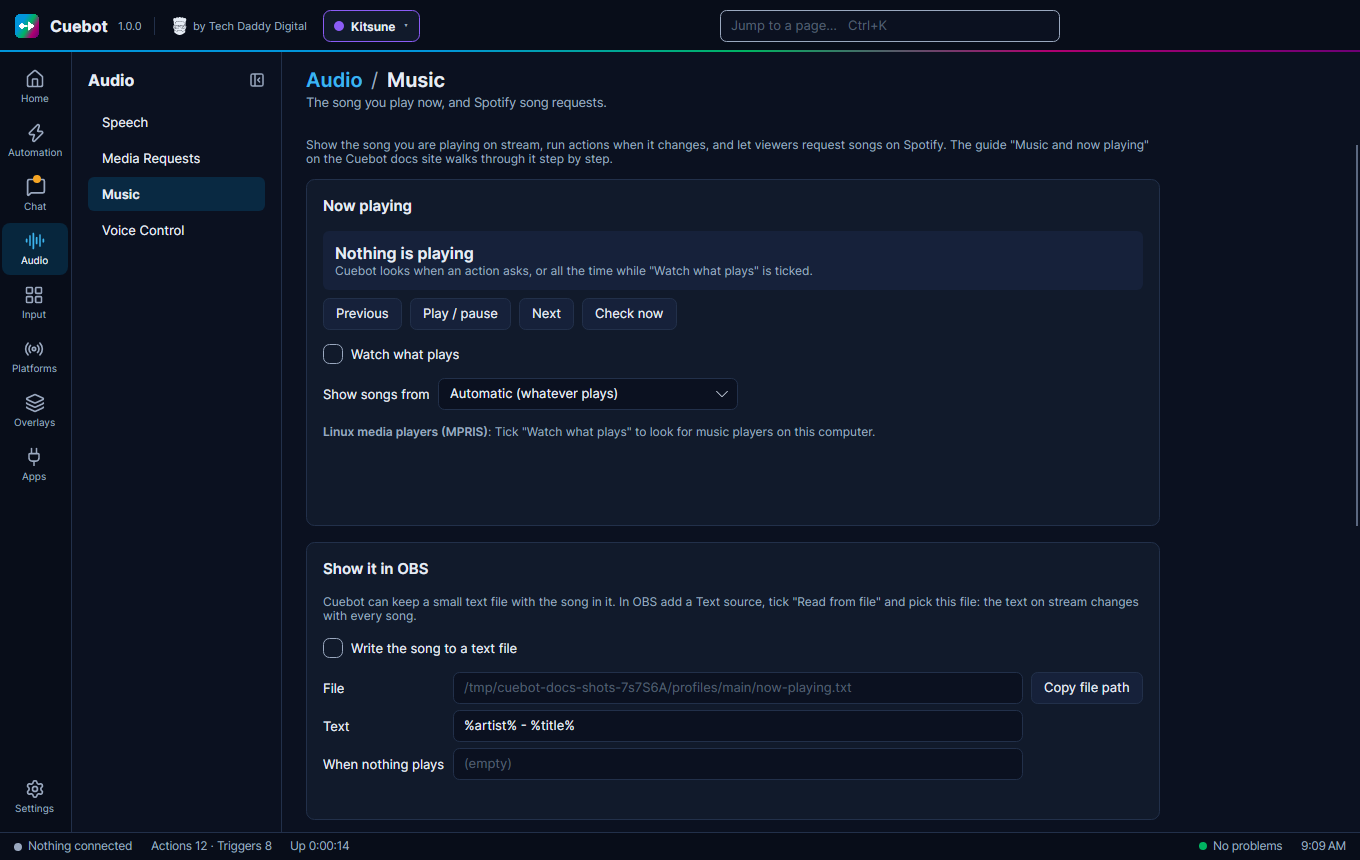 Cuebot 1.0.0 by Tech Daddy Digital Kitsune Jump to a page... Ctrl+K
Home
Automation
Chat
Audio
Input
Platforms
Overlays
Apps
Settings
Audio
Speech
Media Requests
Music
Voice Control
Audio / Music
The song you play now, and Spotify song requests.
Show the song you are playing on stream, run actions when it changes, and let viewers request songs on Spotify. The guide "Music and now playing"
on the Cuebot docs site walks through it step by step.
Now playing
Nothing is playing
Cuebot looks when an action asks, or all the time while "Watch what plays" is ticked.
Previous Play / pause Next Check now
Watch what plays
Show songs from Automatic (whatever plays)
Linux media players (MPRIS): Tick "Watch what plays" to look for music players on this computer.
Show it in OBS
Cuebot can keep a small text file with the song in it. In OBS add a Text source, tick "Read from file" and pick this file: the text on stream changes
with every song.
Write the song to a text file
File /tmp/cuebot-docs-shots-7s7S6A/profiles/main/now-playing.txt Copy file path
Text %artist% - %title%
When nothing plays (empty)
Nothing connected Actions 12 · Triggers 8 Up 0:00:14 No problems 9:09 AM